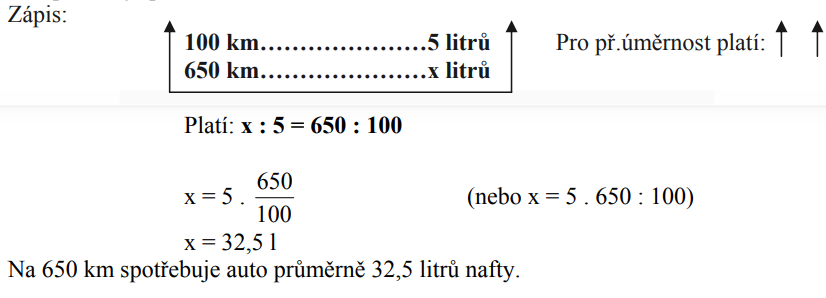 Zápis:
100 km.....................5 litrů Pro př.úměrnost platí:
650 km.....................x litrů
Platí: x : 5 = 650 : 100
x = 5 . 650/100 (nebo x = 5 . 650 : 100)
x = 32,5 l
Na 650 km spotřebuje auto průměrně 32,5 litrů nafty.